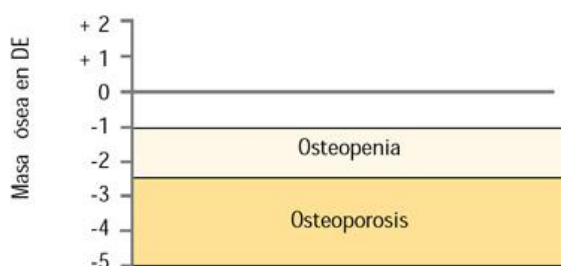 Masa ósea en DE
+ 2
+ 1
0
-1
-2
-3
-4
-5
Osteopenia
Osteoporosis